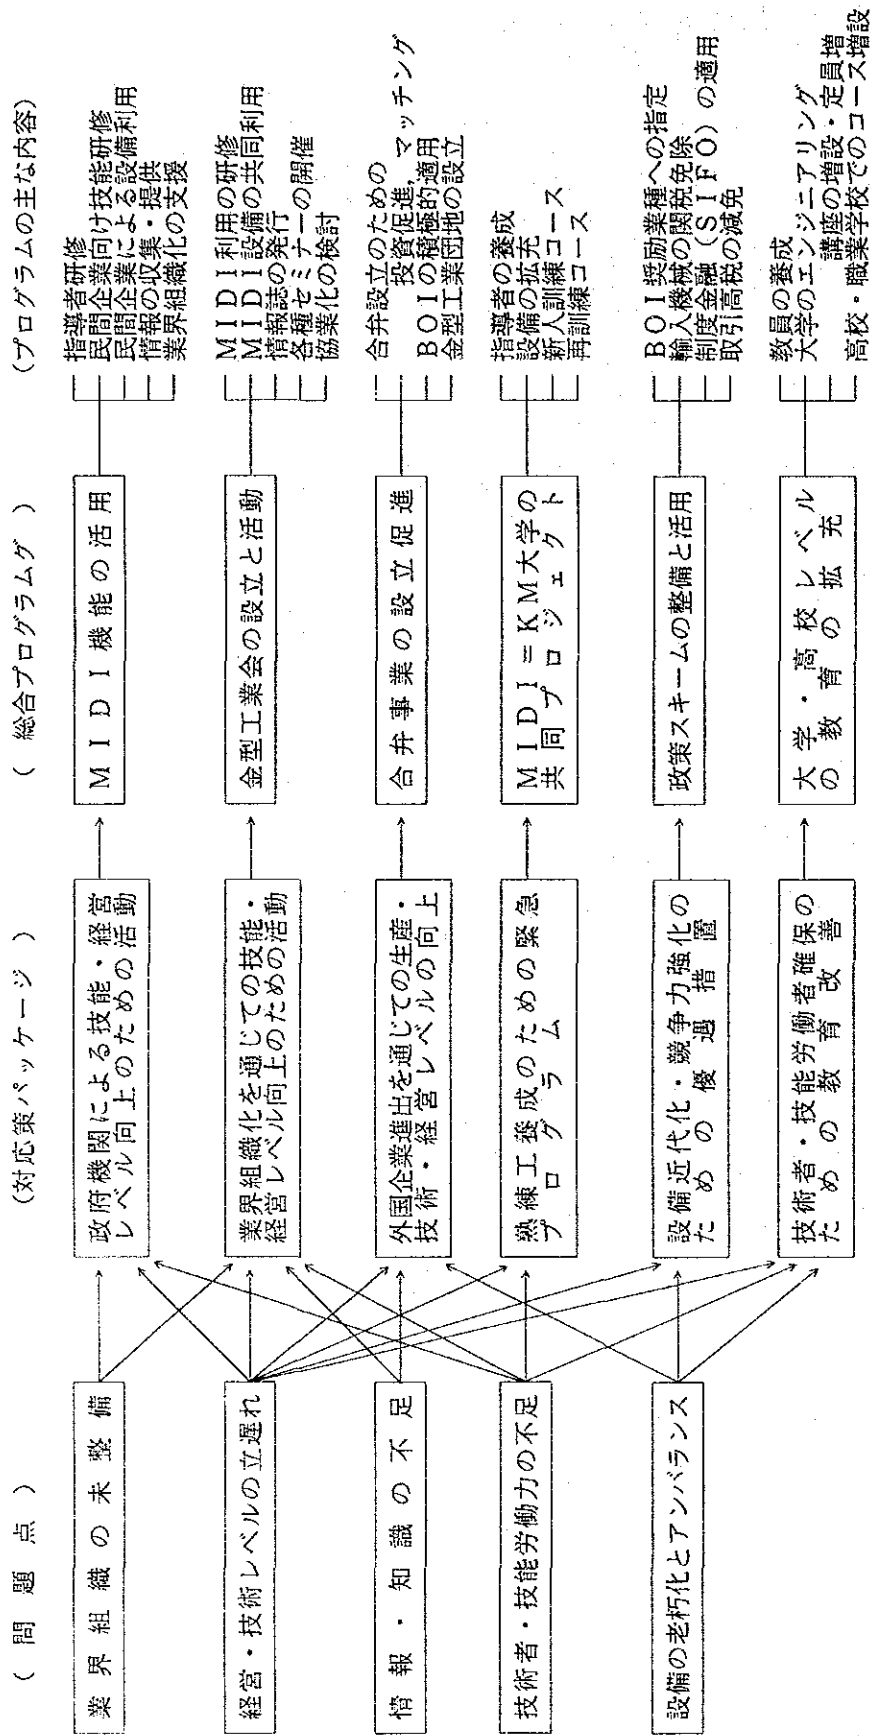 (問題点)
業界組織の未整備
経営・技術レベルの立遅れ
情報・知識の不足
技術者・技能労働力の不足
設備の老朽化とアンバランス
(対応策パッケージ)
政府機関による技能・経営
レベル向上のための活動
業界組織化を通じての技能・
経営レベル向上のための活動
外国企業進出を通じての生産・
技術・経営レベルの向上
熟練工養成のための緊急
プログラム
設備近代化・競争力強化の
ための優遇措置
技術者・技能労働者確保の
ための教育改善
(総合プログラムグ)
MIDI機能の活用
金型工業会の設立と活動
合弁事業の設立促進
MIDI=KM大学の
共同プロジェクト
政策スキームの整備と活用
大学・高校レベル
の教育の拡充
(プログラムの主な内容)
指導者研修
民間企業向け技能研修
民間企業による設備利用
情報の収集・提供
業界組織化の支援
MIDI利用の研修
MIDI設備の共同利用
情報誌の発行
各種セミナーの開催
協業化の検討
合弁設立のための
投資促進,マッチング
BOIの積極的適用
金型工業団地の設立
指導者の養成
設備の拡充
新人訓練コース
再訓練コース
BOI奨励業種への指定
輸入機械の関税免除
制度金融(SIFO)の適用
取引高税の減免
教員の養成
大学のエンジニアリング
講座の増設・定員増
高校・職業学校でのコース増設